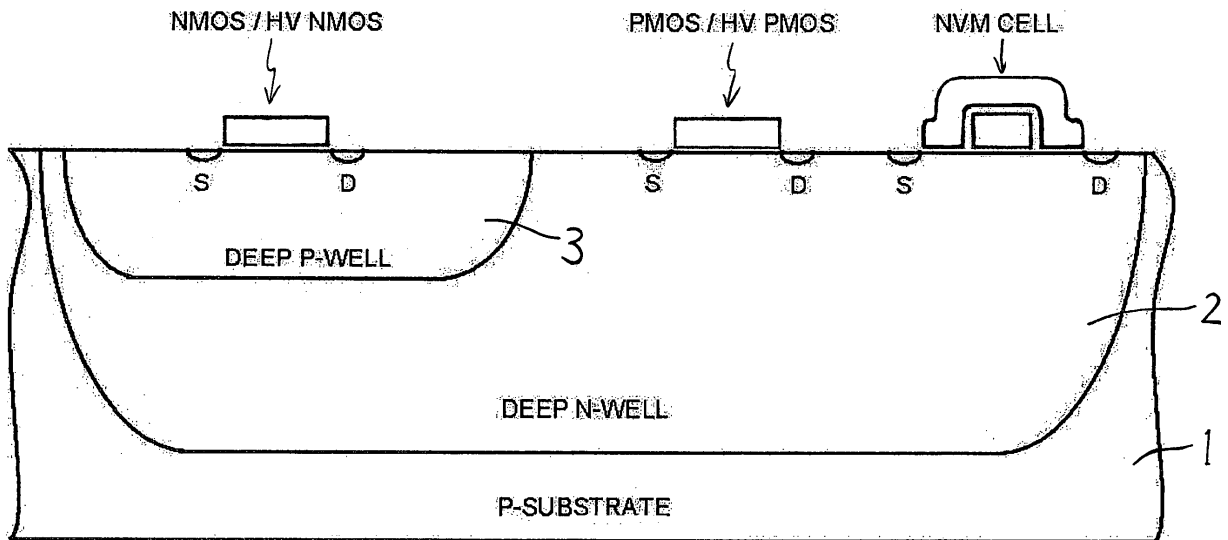 NMOS / HV NMOS
PMOS / HV PMOS
NVM CELL
S
D
S
D
S
D
DEEP P-WELL
3
2
DEEP N-WELL
1
P-SUBSTRATE